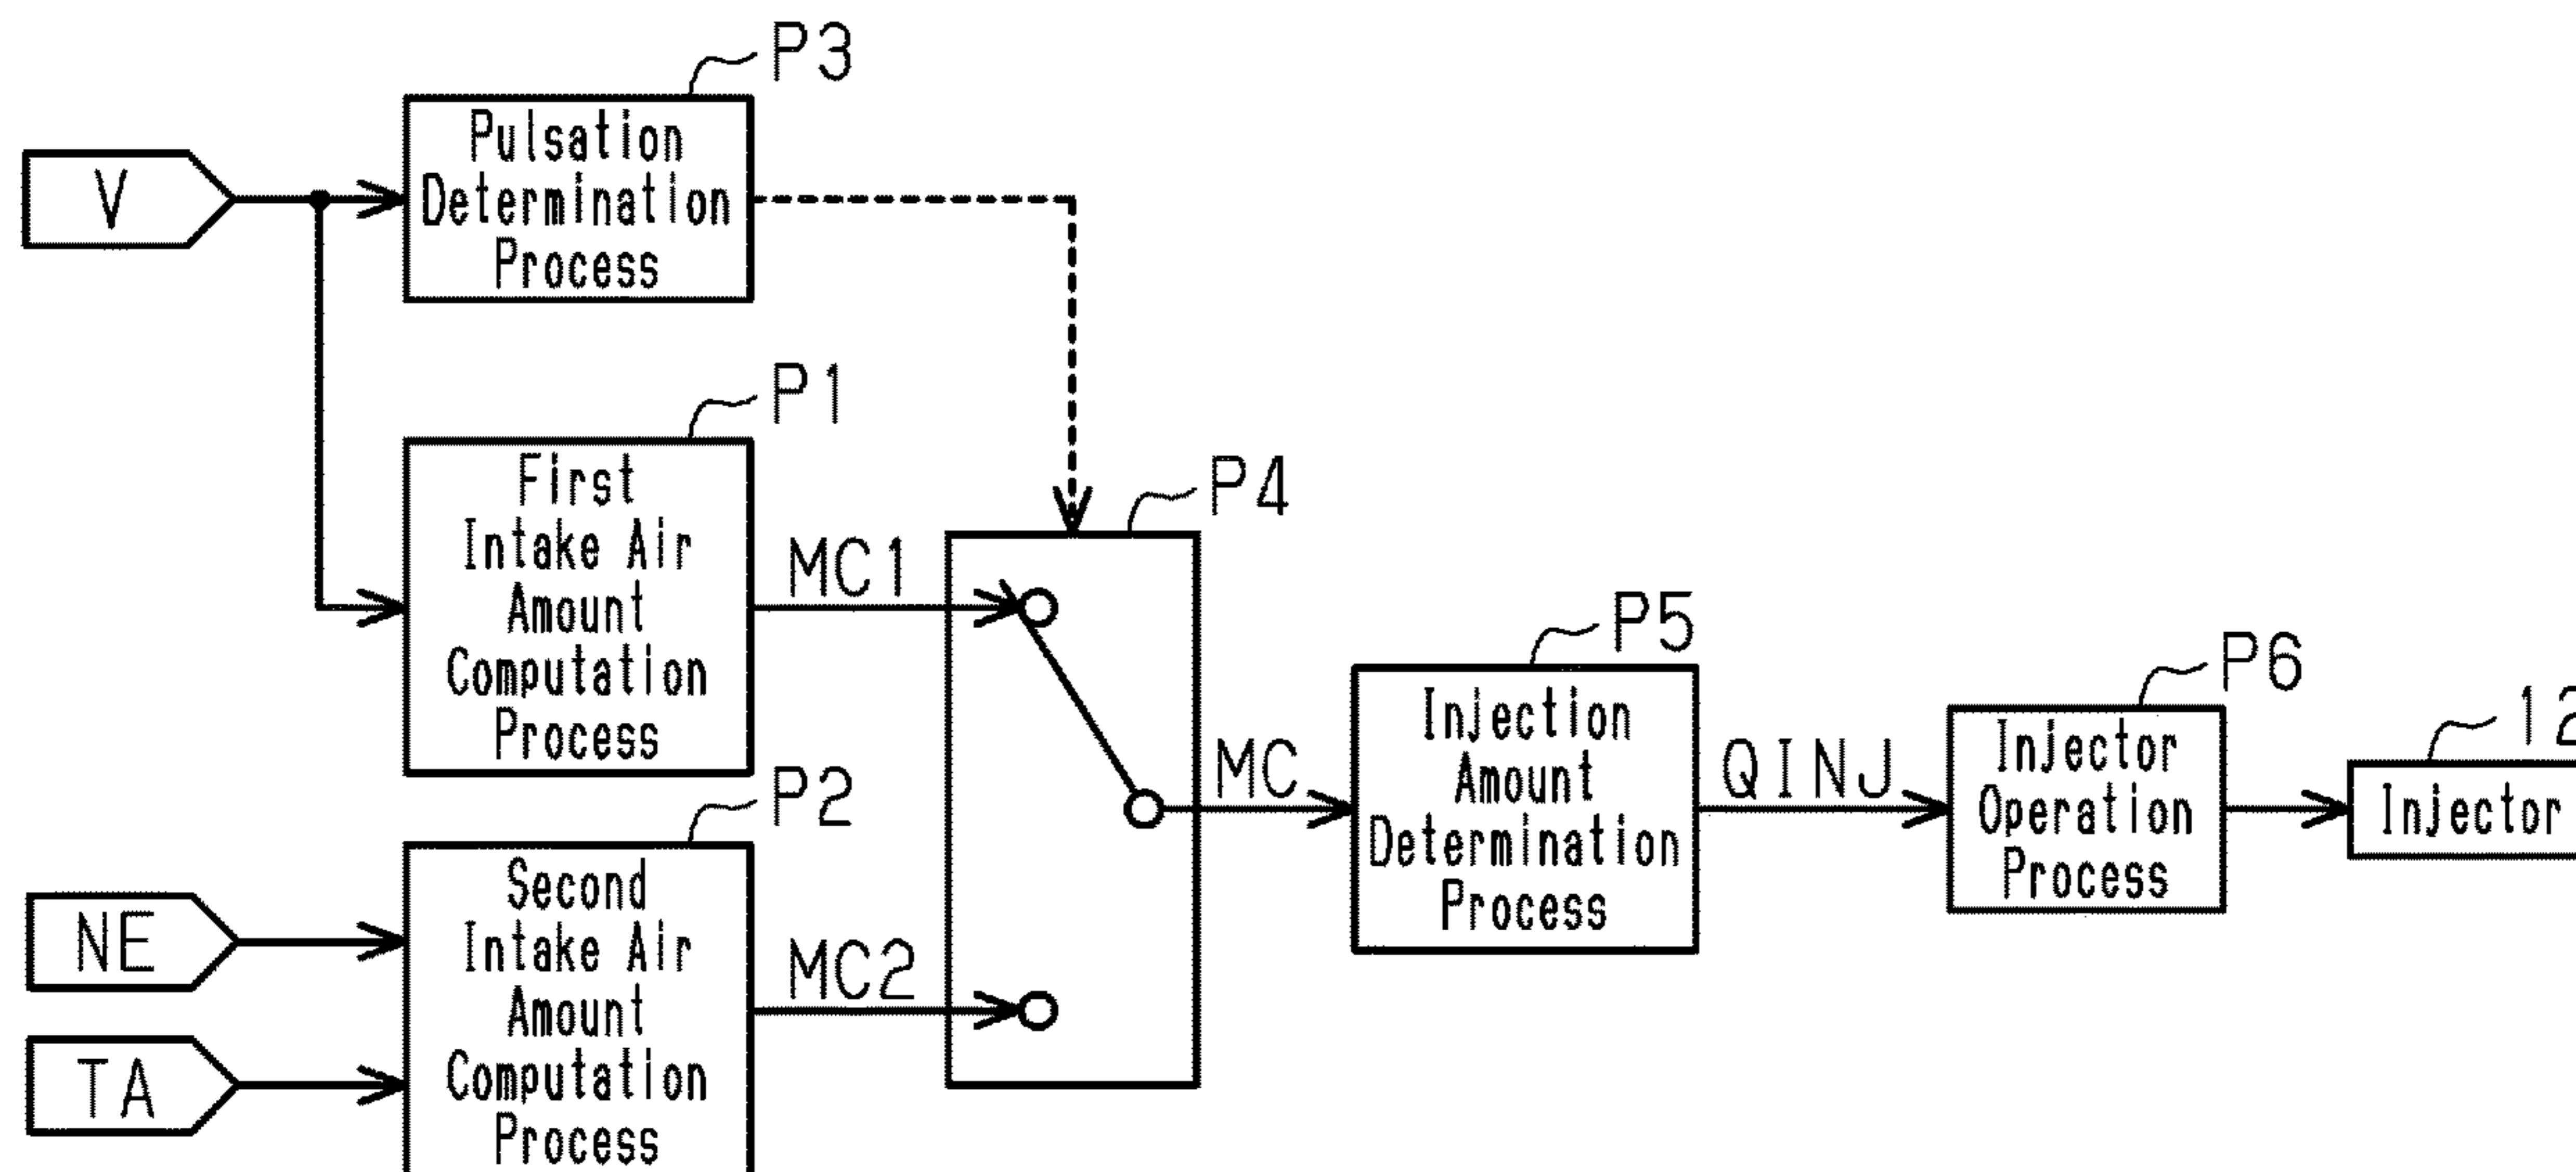 P3
Pulsation
Determination
Process
V
P1
First
Intake Air
Amount
Computation
Process
MC1
P4
P2
Second
Intake Air
Amount
Computation
Process
NE
TA
MC2
MC
P5
Injection
Amount
Determination
Process
QINJ
P6
Injector
Operation
Process
12
Injector